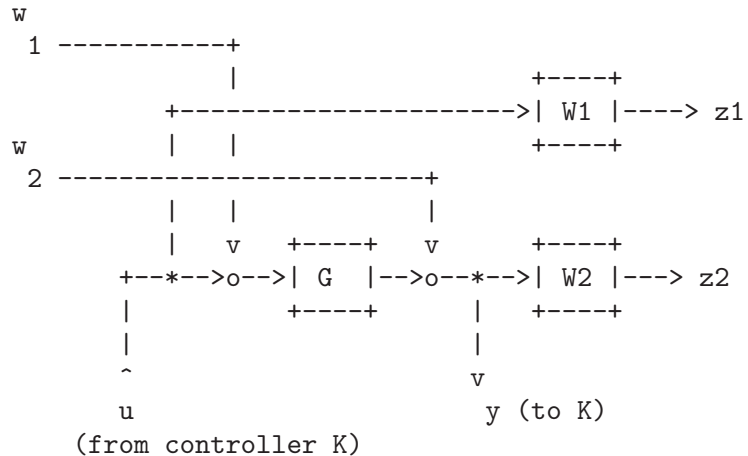 w
1 -----------+
| +----+
+---------------------->| W1 |----> z1
w | | +----+
2 ------------------------+
| | |
| v +----+ v +----+
+--*-->o-->| G |-->o--*-->| W2 |---> z2
| +----+ | +----+
| |
^ v
u y (to K)
(from controller K)